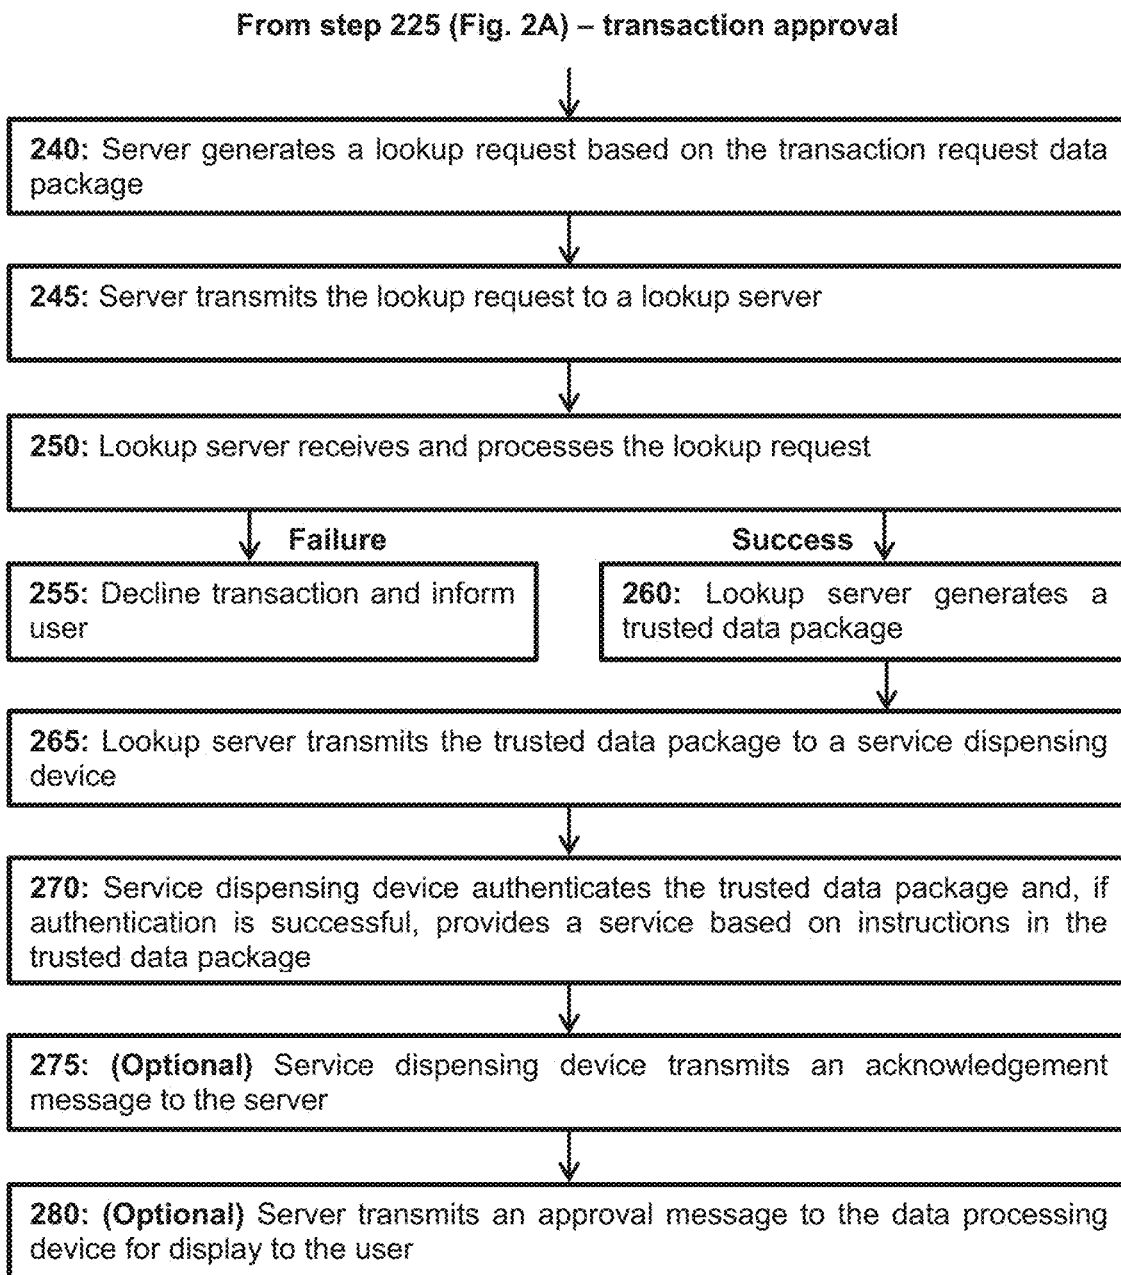 From step 225 (Fig. 2A) – transaction approval
240: Server generates a lookup request based on the transaction request data
package
245: Server transmits the lookup request to a lookup server
250: Lookup server receives and processes the lookup request
Failure
Success
255: Decline transaction and inform
user
260: Lookup server generates a
trusted data package
265: Lookup server transmits the trusted data package to a service dispensing
device
270: Service dispensing device authenticates the trusted data package and, if
authentication is successful, provides a service based on instructions in the
trusted data package
275: (Optional) Service dispensing device transmits an acknowledgement
message to the server
280: (Optional) Server transmits an approval message to the data processing
device for display to the user